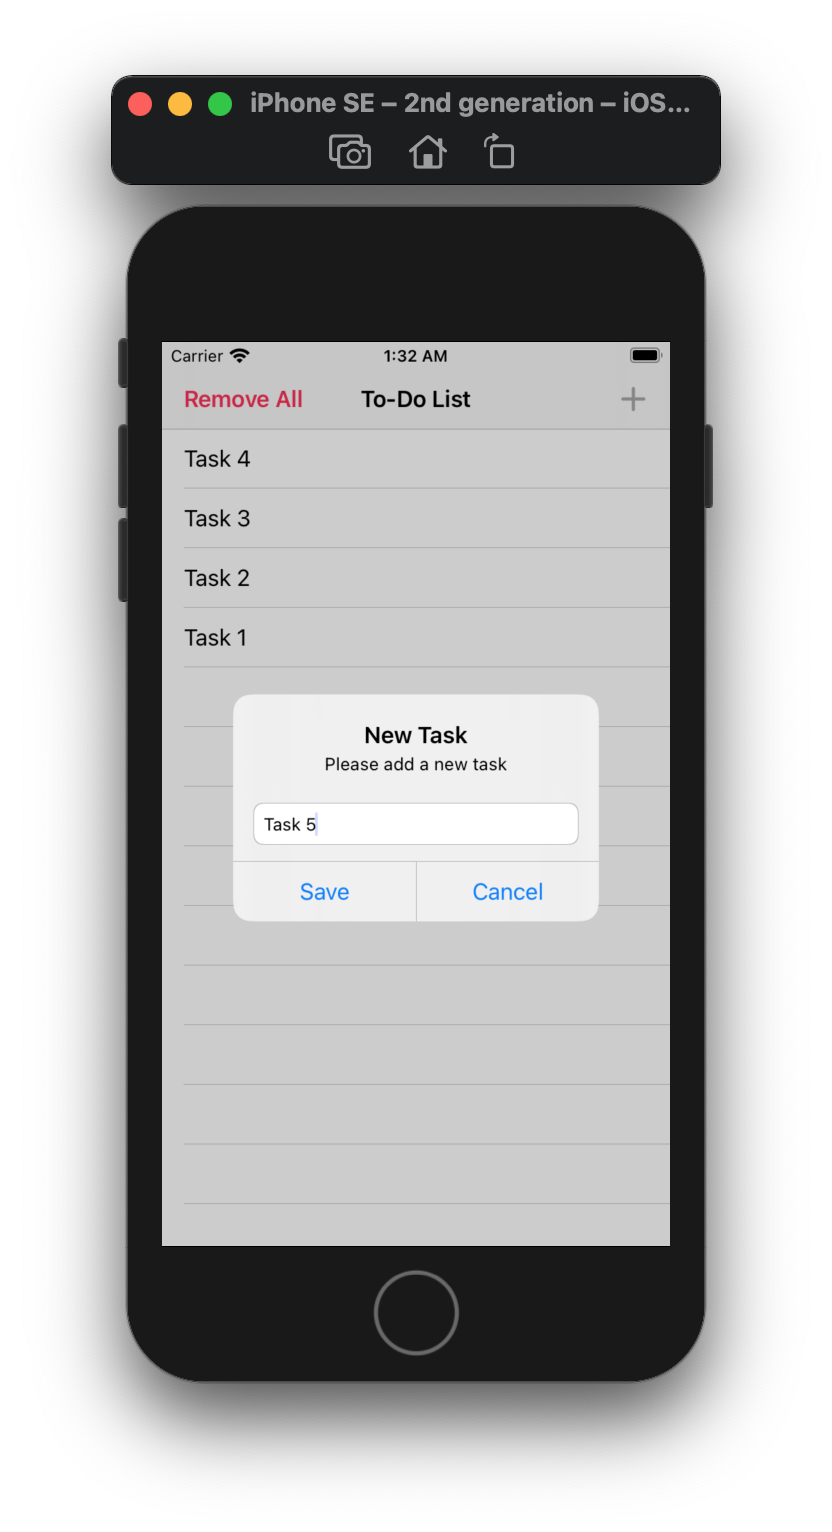 iPhone SE – 2nd generation – iOS...
Carrier 1:32 AM
Remove All To-Do List +
Task 4
Task 3
Task 2
Task 1
New Task
Please add a new task
Task 5
Save Cancel